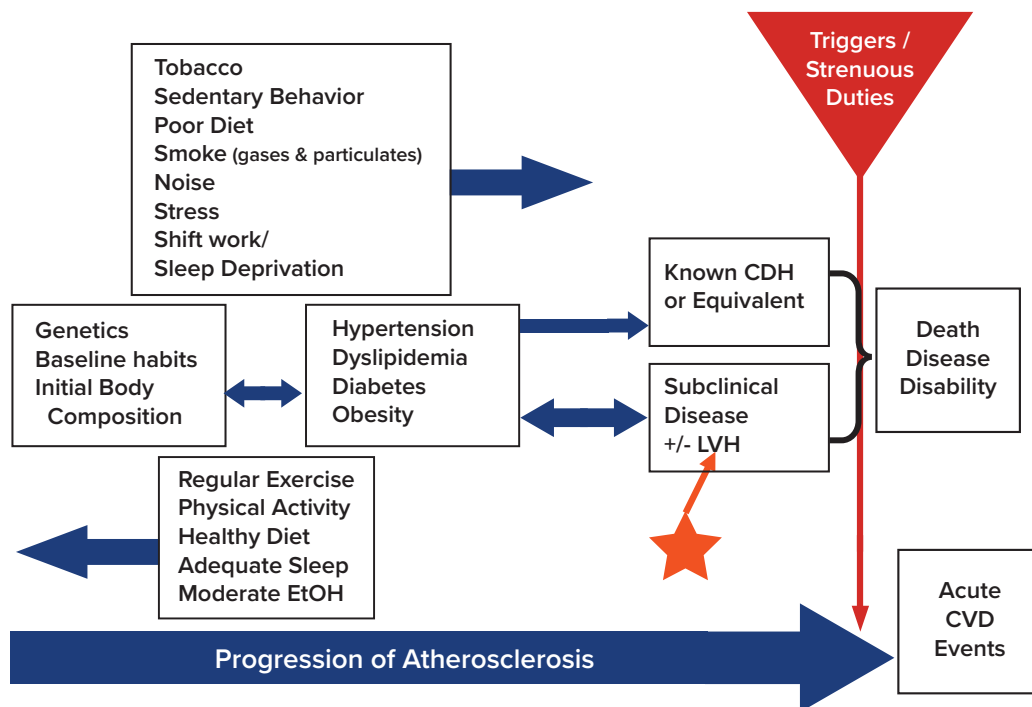 Tobacco
Sedentary Behavior
Poor Diet
Smoke (gases & particulates)
Noise
Stress
Shift work/
Sleep Deprivation
Triggers /
Strenuous
Duties
Genetics
Baseline habits
Initial Body
Composition
Hypertension
Dyslipidemia
Diabetes
Obesity
Known CDH
or Equivalent
Subclinical
Disease
+/- LVH
Death
Disease
Disability
Regular Exercise
Physical Activity
Healthy Diet
Adequate Sleep
Moderate EtOH
Progression of Atherosclerosis
Acute
CVD
Events